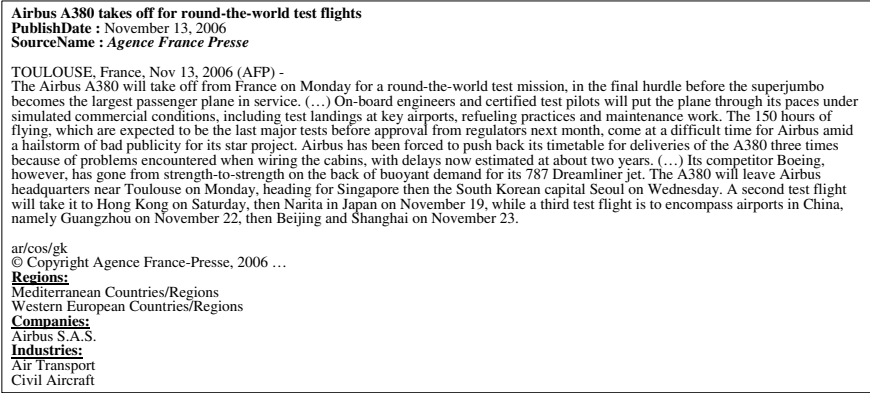 Airbus A380 takes off for round-the-world test flights
PublishDate : November 13, 2006
SourceName : Agence France Presse
TOULOUSE, France, Nov 13, 2006 (AFP) -
The Airbus A380 will take off from France on Monday for a round-the-world test mission, in the final hurdle before the superjumbo
becomes the largest passenger plane in service. (…) On-board engineers and certified test pilots will put the plane through its paces under
simulated commercial conditions, including test landings at key airports, refueling practices and maintenance work. The 150 hours of
flying, which are expected to be the last major tests before approval from regulators next month, come at a difficult time for Airbus amid
a hailstorm of bad publicity for its star project. Airbus has been forced to push back its timetable for deliveries of the A380 three times
because of problems encountered when wiring the cabins, with delays now estimated at about two years. (…) Its competitor Boeing,
however, has gone from strength-to-strength on the back of buoyant demand for its 787 Dreamliner jet. The A380 will leave Airbus
headquarters near Toulouse on Monday, heading for Singapore then the South Korean capital Seoul on Wednesday. A second test flight
will take it to Hong Kong on Saturday, then Narita in Japan on November 19, while a third test flight is to encompass airports in China,
namely Guangzhou on November 22, then Beijing and Shanghai on November 23.
ar/cos/gk
© Copyright Agence France-Presse, 2006 …
Regions:
Mediterranean Countries/Regions
Western European Countries/Regions
Companies:
Airbus S.A.S.
Industries:
Air Transport
Civil Aircraft